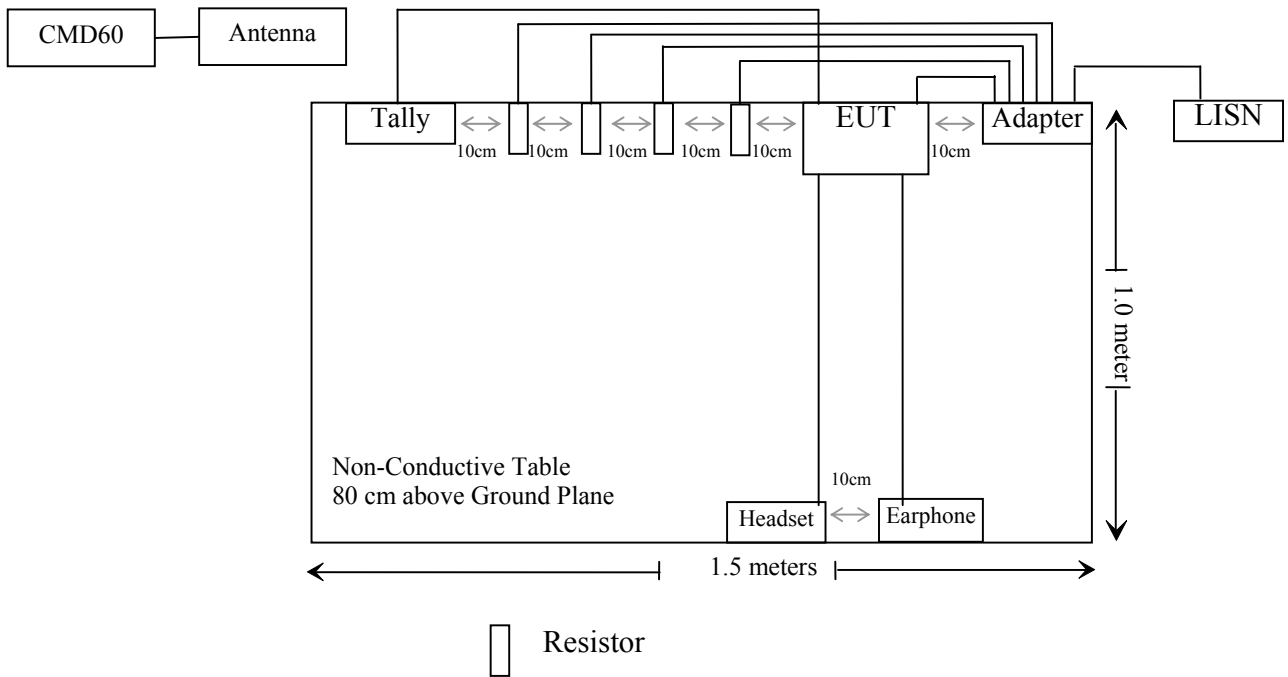 CMD60
Antenna
Tally
EUT
Adapter
LISN
10cm
10cm
10cm
10cm
10cm
10cm
1.0 meter
Non-Conductive Table
80 cm above Ground Plane
10cm
Headset
Earphone
1.5 meters
Resistor